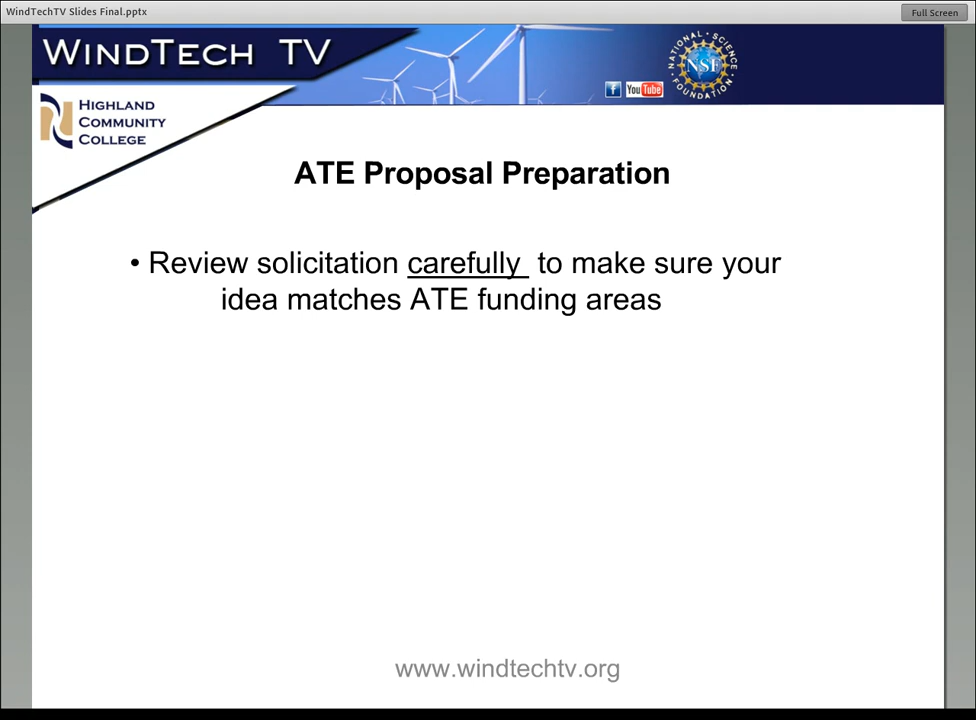 WindTechTV Slides Final.pptx
Full Screen
WINDTECH TV
f You Tube
NATIONAL SCIENCE FOUNDATION
NSF
HIGHLAND
COMMUNITY
COLLEGE
ATE Proposal Preparation
• Review solicitation carefully to make sure your
idea matches ATE funding areas
www.windtechtv.org